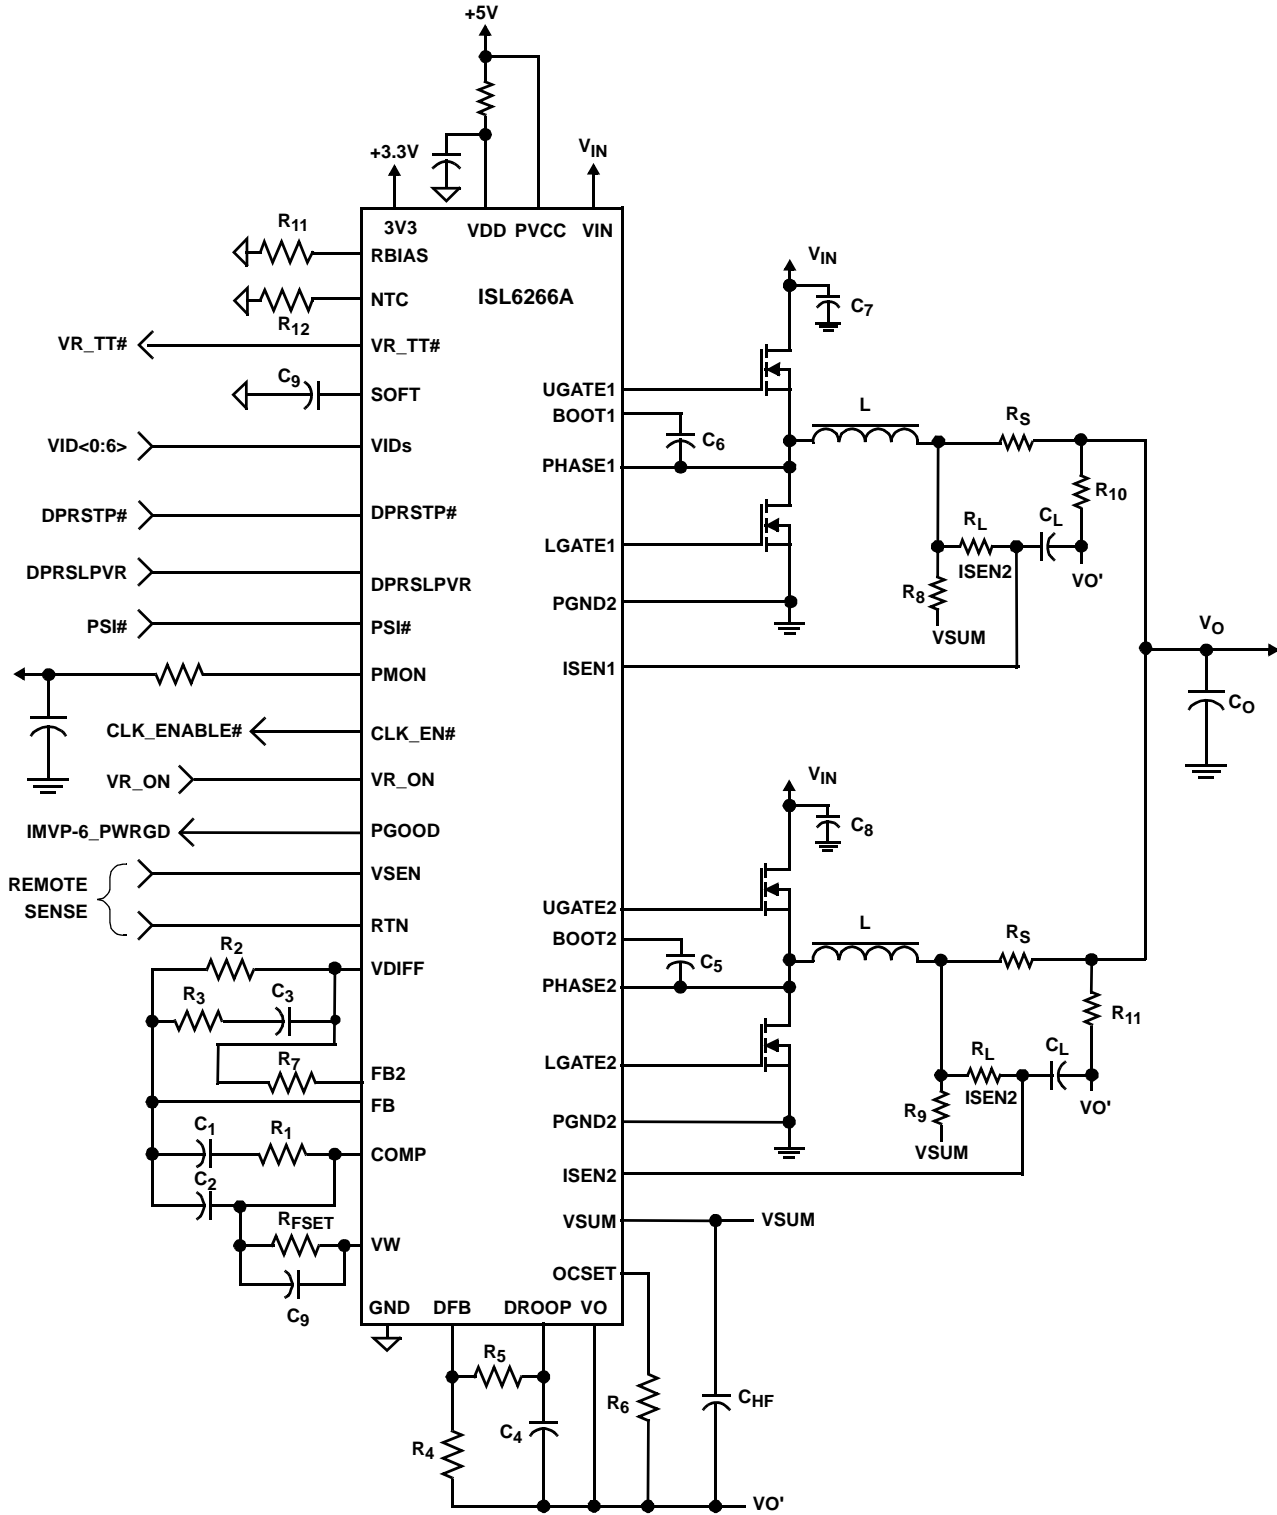 +5V
+3.3V
VIN
3V3
VDD
PVCC
VIN
R11
RBIAS
ISL6266A
NTC
R12
VR_TT#
VR_TT#
C9
SOFT
VID<0:6>
VIDs
DPRSTP#
DPRSTP#
DPRSLPVR
DPRSLPVR
PSI#
PSI#
PMON
CLK_ENABLE#
CLK_EN#
VR_ON
VR_ON
IMVP-6_PWRGD
PGOOD
REMOTE
SENSE
VSEN
RTN
R2
VDIFF
R3
C3
R7
FB2
FB
C1
R1
COMP
C2
RFSET
VW
C9
GND
DFB
DROOP
VO
UGATE1
BOOT1
PHASE1
LGATE1
PGND2
ISEN1
UGATE2
BOOT2
PHASE2
LGATE2
PGND2
ISEN2
VSUM
OCSET
VIN
C7
C6
L
RS
R10
RL
CL
ISEN2
VO'
R8
VSUM
VO
CO
VIN
C8
C5
L
RS
R11
RL
CL
ISEN2
VO'
R9
VSUM
VSUM
R5
R4
C4
R6
CHF
VO'